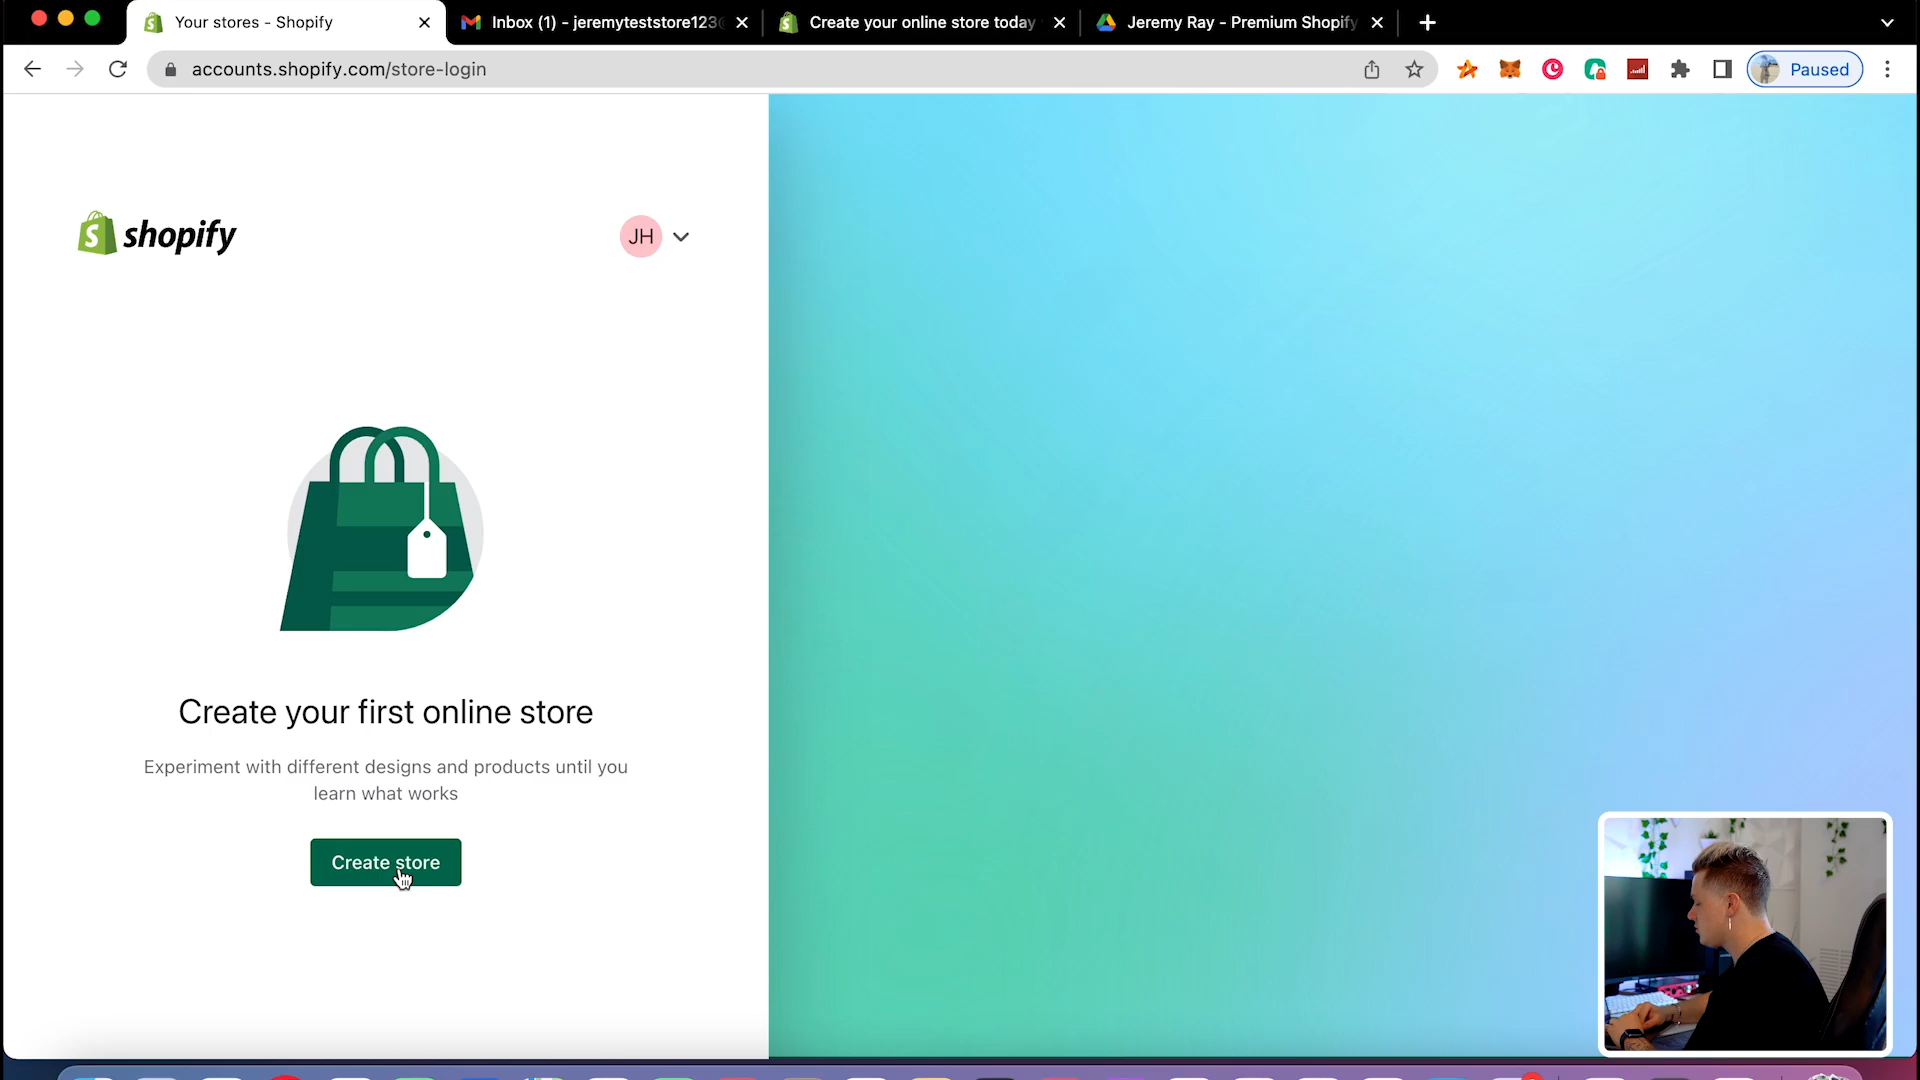 Your stores - Shopify
Inbox (1) - jeremyteststore123
Create your online store today
Jeremy Ray - Premium Shopify
accounts.shopify.com/store-login
Paused
shopify
JH
Create your first online store
Experiment with different designs and products until you
learn what works
Create store